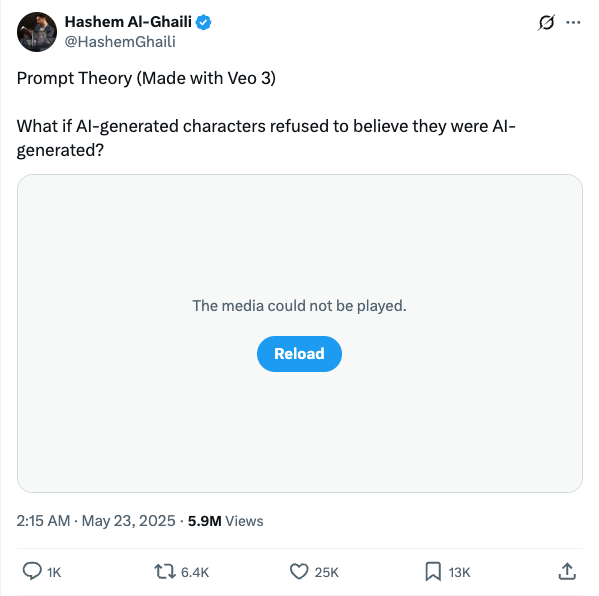 Hashem Al-Ghaili
@HashemGhaili
Prompt Theory (Made with Veo 3)
What if AI-generated characters refused to believe they were AI-
generated?
The media could not be played.
Reload
2:15 AM · May 23, 2025 · 5.9M Views
1K 6.4K 25K 13K